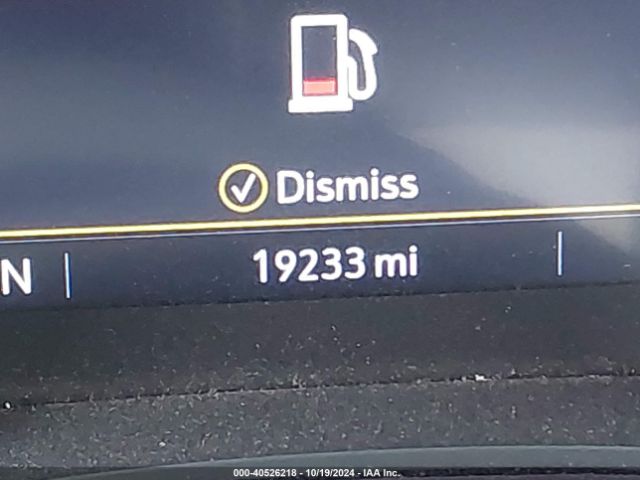 Dismiss
N 19233 mi
000-40526218 - 10/19/2024 - IAA Inc.